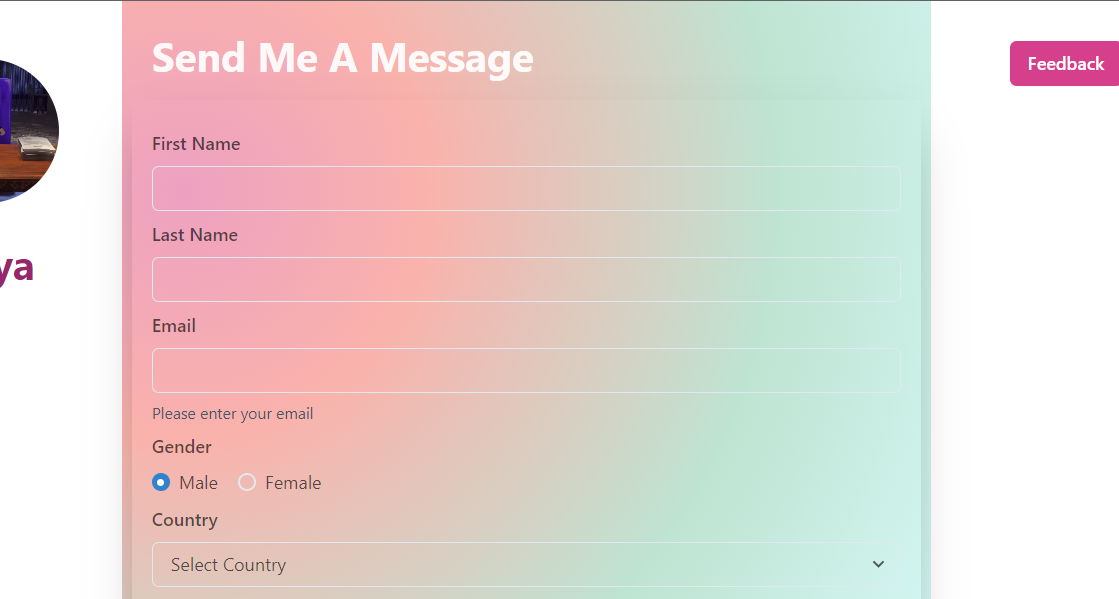 Send Me A Message
Feedback
First Name
Last Name
ya
Email
Please enter your email
Gender
Male Female
Country
Select Country